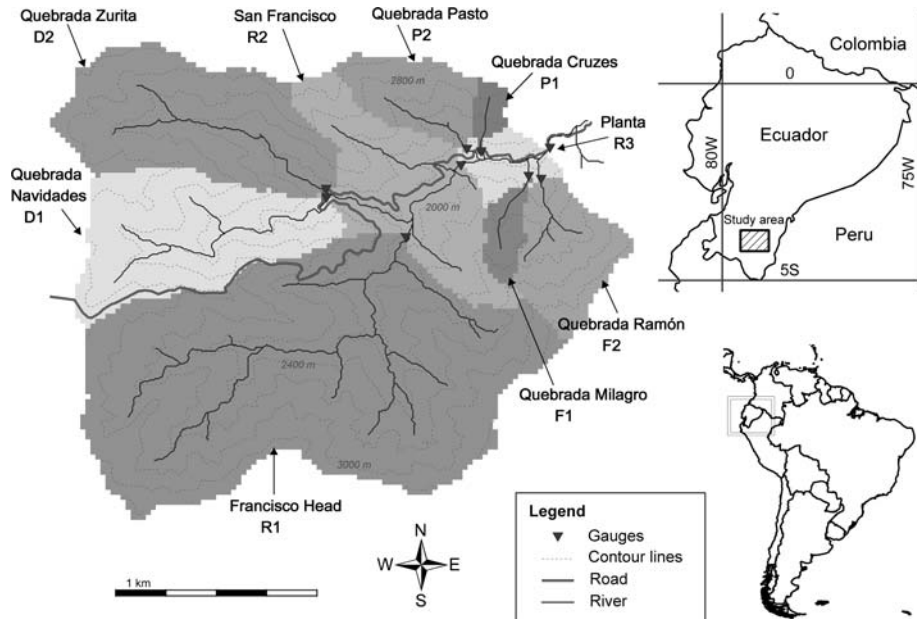 Quebrada Zurita
D2
San Francisco
R2
Quebrada Pasto
P2
Quebrada Cruzes
P1
Planta
R3
Quebrada
Navidades
D1
2800 m
2000 m
2400 m
3000 m
Quebrada Ramón
F2
Quebrada Milagro
F1
Francisco Head
R1
1 km
N
W
E
S
Legend
Gauges
Contour lines
Road
River
Colombia
0
Ecuador
80W
75W
Study area
Peru
5S